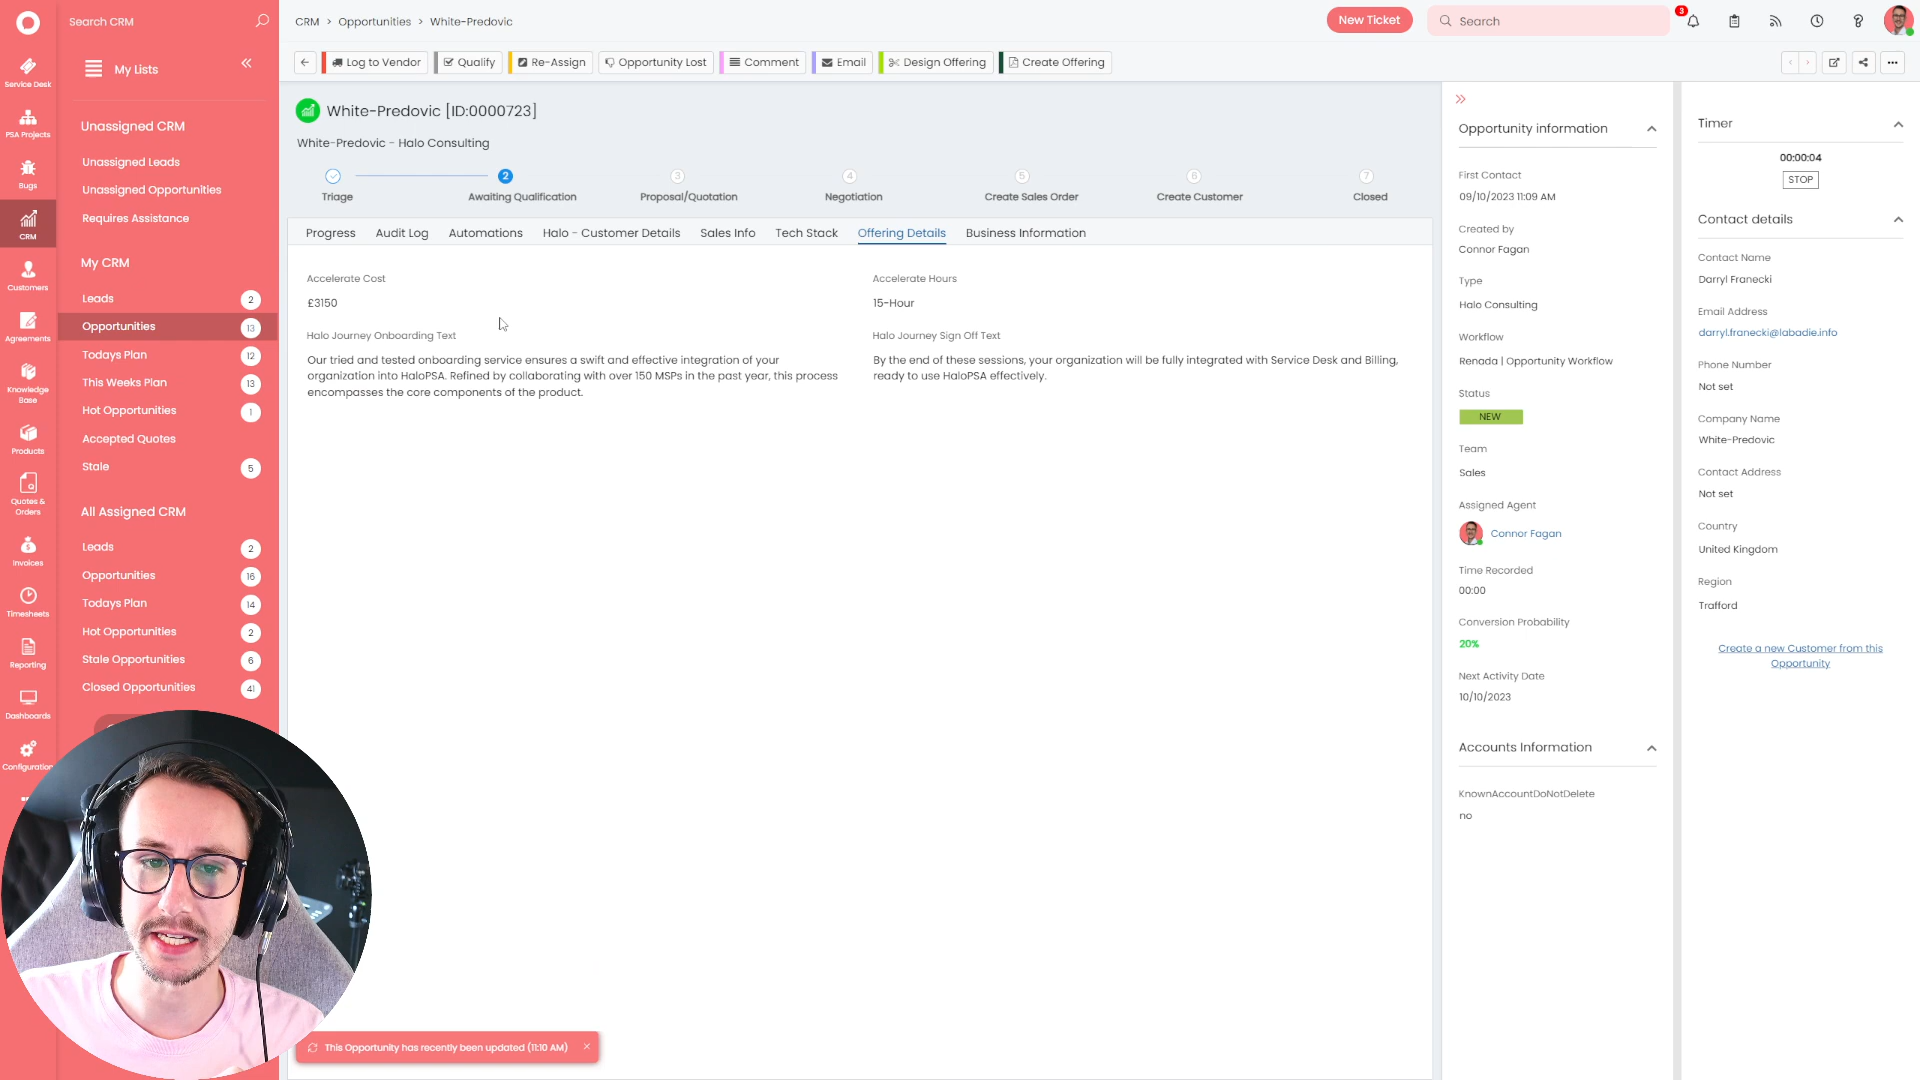 Search CRM
CRM > Opportunities > White-Predovic
New Ticket
Search
3
Service Desk
PSA Projects
Bugs
CRM
Customers
Agreements
Knowledge
Base
Products
Quotes &
Orders
Invoices
Timesheets
Reporting
Dashboards
Configuration
My Lists
Unassigned CRM
Unassigned Leads
Unassigned Opportunities
Requires Assistance
My CRM
Leads 2
Opportunities 13
Todays Plan 12
This Weeks Plan 13
Hot Opportunities 1
Accepted Quotes
Stale 5
All Assigned CRM
Leads 2
Opportunities 16
Todays Plan 14
Hot Opportunities 2
Stale Opportunities 6
Closed Opportunities 41
Log to Vendor
Qualify
Re-Assign
Opportunity Lost
Comment
Email
Design Offering
Create Offering
White-Predovic [ID:0000723]
White-Predovic - Halo Consulting
2 3 4 5 6 7
Triage Awaiting Qualification Proposal/Quotation Negotiation Create Sales Order Create Customer Closed
Progress Audit Log Automations Halo - Customer Details Sales Info Tech Stack Offering Details Business Information
Accelerate Cost
£3150
Accelerate Hours
15-Hour
Halo Journey Onboarding Text
Our tried and tested onboarding service ensures a swift and effective integration of your
organization into HaloPSA. Refined by collaborating with over 150 MSPs in the past year, this process
encompasses the core components of the product.
Halo Journey Sign Off Text
By the end of these sessions, your organization will be fully integrated with Service Desk and Billing,
ready to use HaloPSA effectively.
This Opportunity has recently been updated (11:10 AM)
Opportunity information
First Contact
09/10/2023 11:09 AM
Created by
Connor Fagan
Type
Halo Consulting
Workflow
Renada | Opportunity Workflow
Status
NEW
Team
Sales
Assigned Agent
Connor Fagan
Time Recorded
00:00
Conversion Probability
20%
Next Activity Date
10/10/2023
Accounts Information
KnownAccountDoNotDelete
no
Timer
00:00:04
STOP
Contact details
Contact Name
Darryl Franecki
Email Address
darryl.franecki@labadie.info
Phone Number
Not set
Company Name
White-Predovic
Contact Address
Not set
Country
United Kingdom
Region
Trafford
Create a new Customer from this
Opportunity